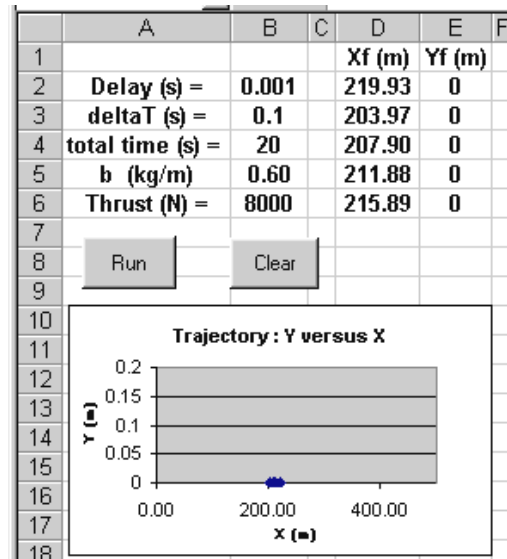 A B C D E F
1 Xf (m) Yf (m)
2 Delay (s) = 0.001 219.93 0
3 deltaT (s) = 0.1 203.97 0
4 total time (s) = 20 207.90 0
5 b (kg/m) 0.60 211.88 0
6 Thrust (N) = 8000 215.89 0
7
8 Run Clear
9
10
11
12
13
14
15
16
17
18
Trajectory : Y versus X
Y (m)
0.2
0.15
0.1
0.05
0
0.00 200.00 400.00
X (m)